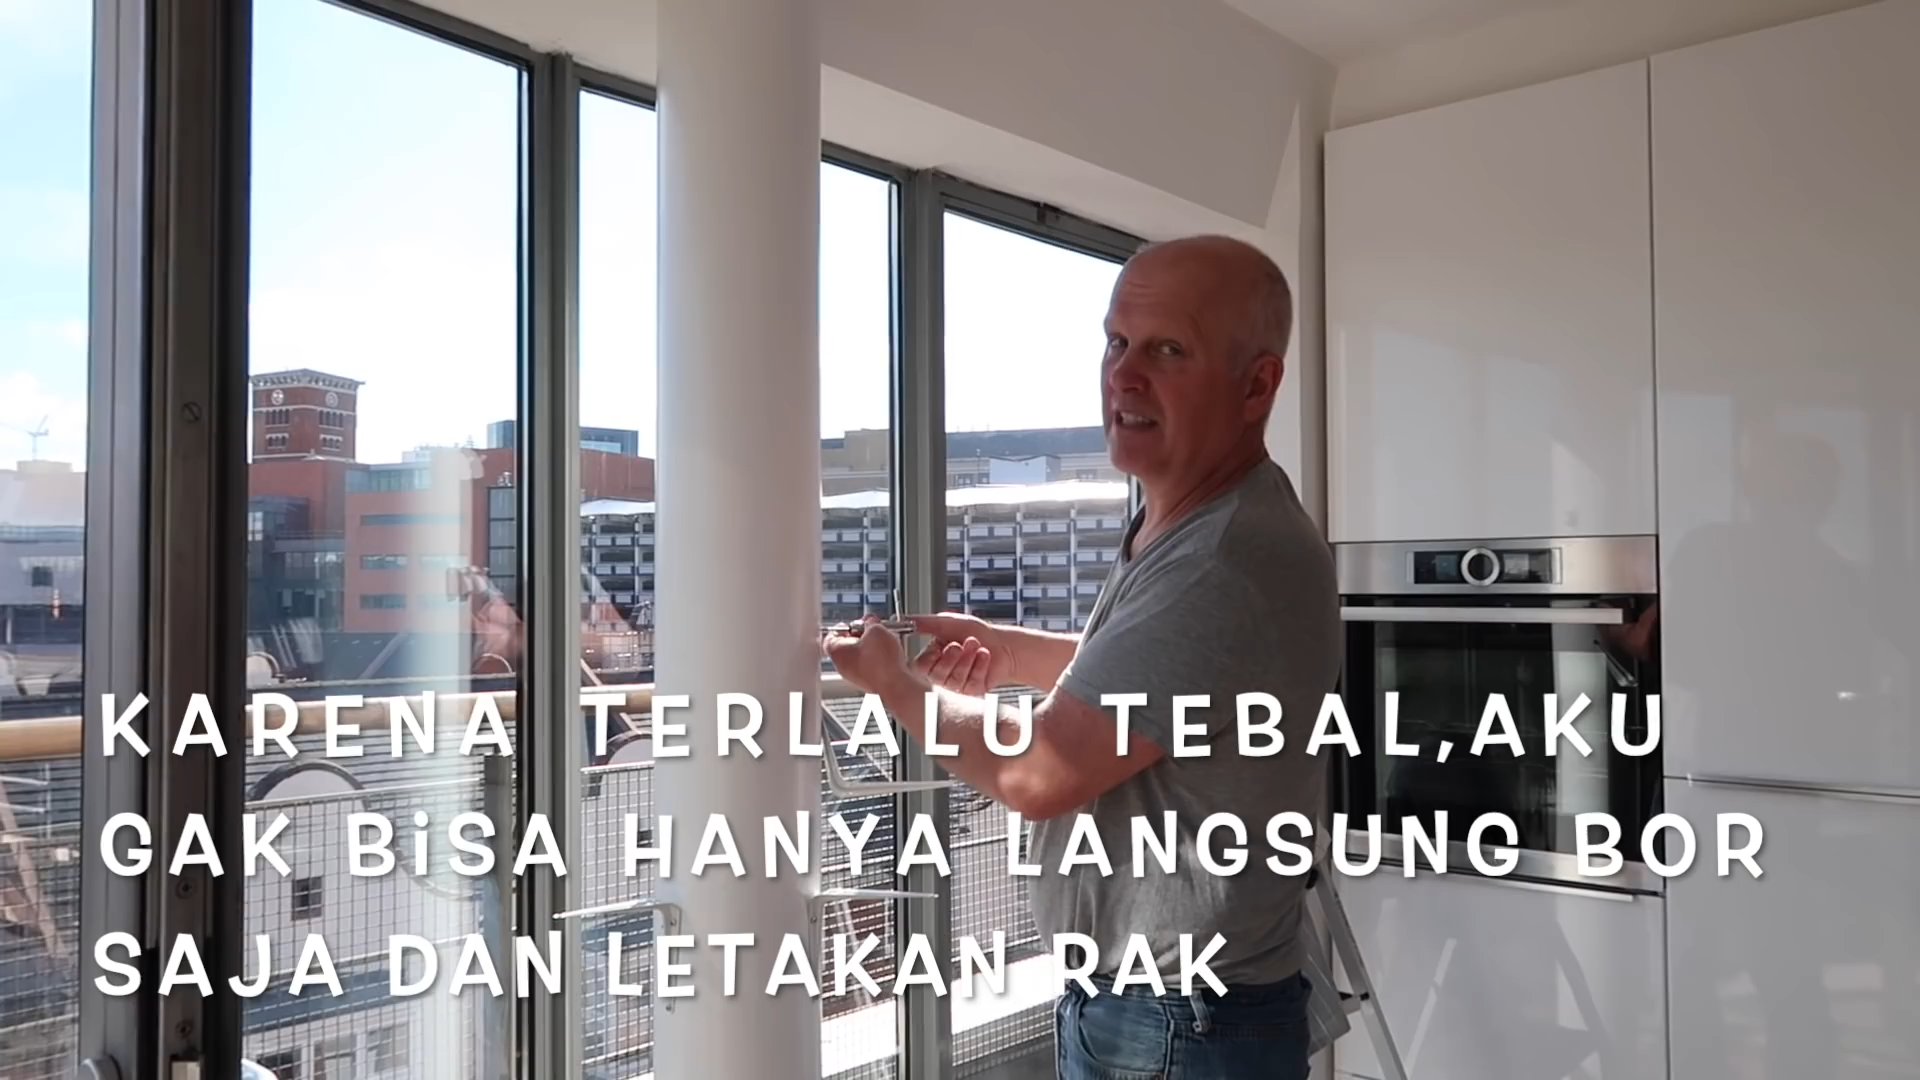 KARENA TERLALU TEBAL,AKU
GAK BiSA HANYA LANGSUNG BOR
SAJA DAN LETAKAN RAK